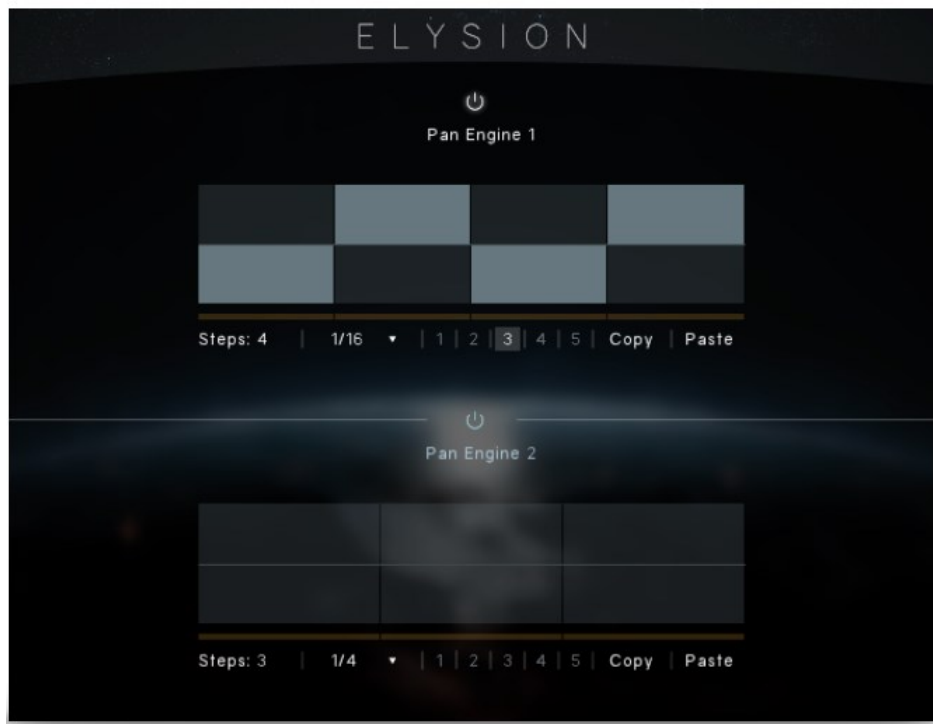 ELYSION
Pan Engine 1
Steps: 4 | 1/16 ▼ | 1 | 2 | 3 | 4 | 5 | Copy | Paste
Pan Engine 2
Steps: 3 | 1/4 ▼ | 1 | 2 | 3 | 4 | 5 | Copy | Paste